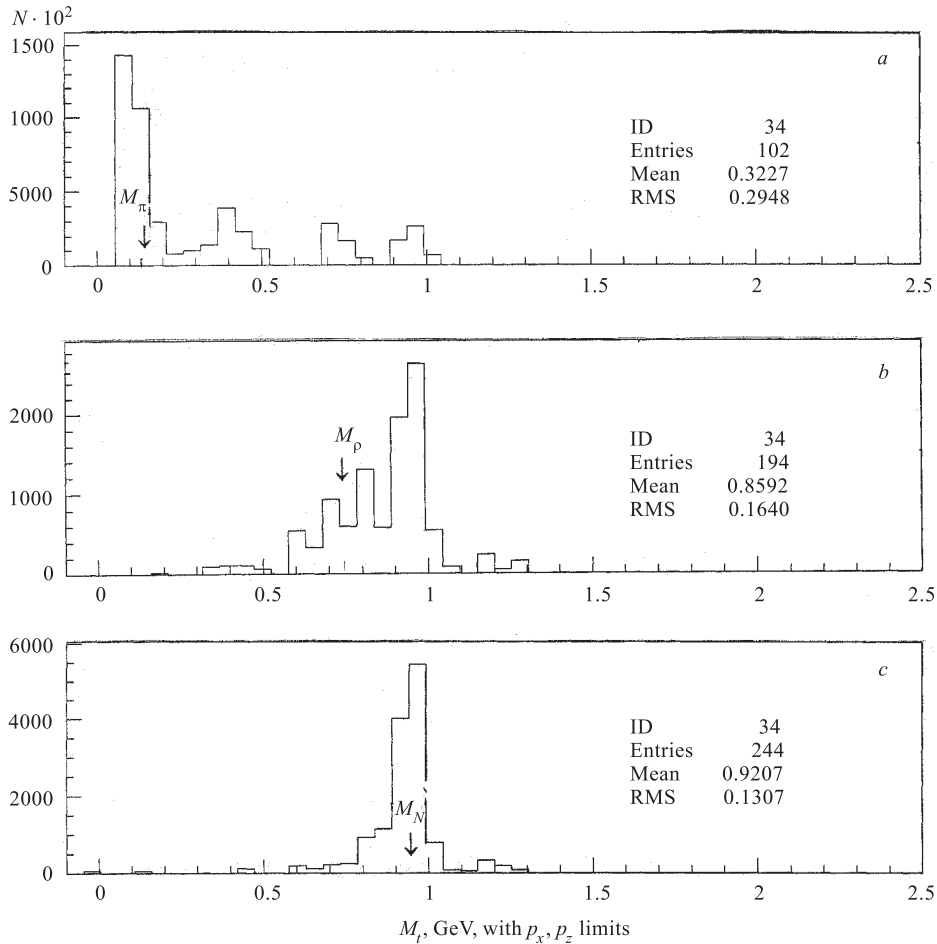 N · 10²
1500
1000
5000
0
a
M_π
ID 34
Entries 102
Mean 0.3227
RMS 0.2948
0 0.5 1 1.5 2 2.5
2000
1000
0
b
M_ρ
ID 34
Entries 194
Mean 0.8592
RMS 0.1640
0 0.5 1 1.5 2 2.5
6000
4000
2000
0
c
M_N
ID 34
Entries 244
Mean 0.9207
RMS 0.1307
0 0.5 1 1.5 2 2.5
M_t, GeV, with p_x, p_z limits